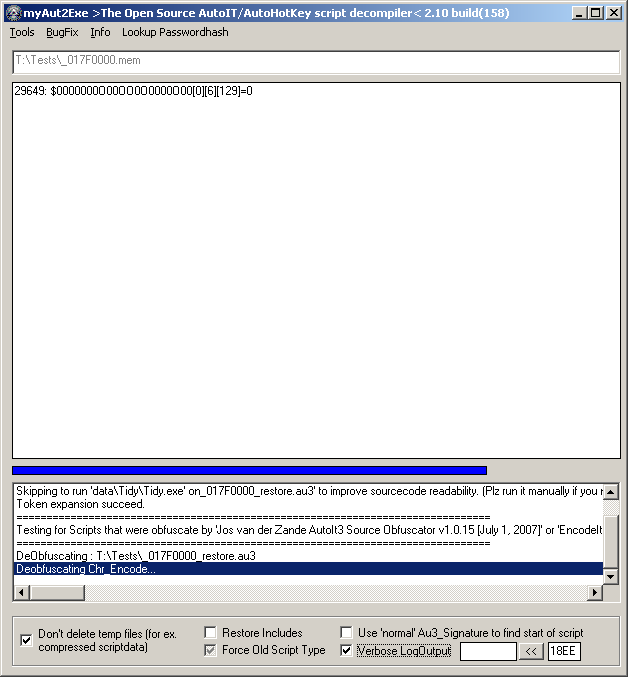 myAut2Exe >The Open Source AutoIT/AutoHotKey script decompiler< 2.10 build(158)
Tools BugFix Info Lookup Passwordhash
T:\Tests\_017F0000.mem
29649: $O0OOOOOO0O0OO0O0OOO0O0O0[0][6][129]=0
Skipping to run 'data\Tidy\Tidy.exe' on_017F0000_restore.au3' to improve sourcecode readability. (Plz run it manually if you r
Token expansion succeed.
===============================================================================
Testing for Scripts that were obfuscate by 'Jos van der Zande AutoIt3 Source Obfuscator v1.0.15 [July 1, 2007]' or 'EncodeIt
===============================================================================
DeObfuscating : T:\Tests\_017F0000_restore.au3
Deobfuscating Chr_Encode...
Don't delete temp files (for ex. compressed scriptdata)
Restore Includes
Force Old Script Type
Use 'normal' Au3_Signature to find start of script
Verbose LogOutput
<<
18EE